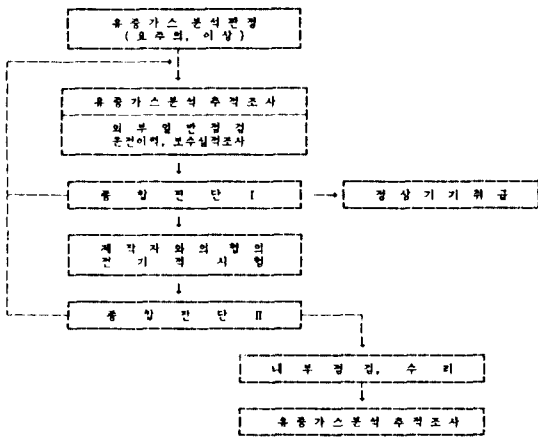 유중가스 분석판정
(요주의, 이상)
유중가스분석 추적조사
외부일반점검
운전이력, 보수실적조사
종합판단 I
정상기기취급
제작자와의협의
전기적시험
종합판단 II
내부점검, 수리
유중가스분석 추적조사